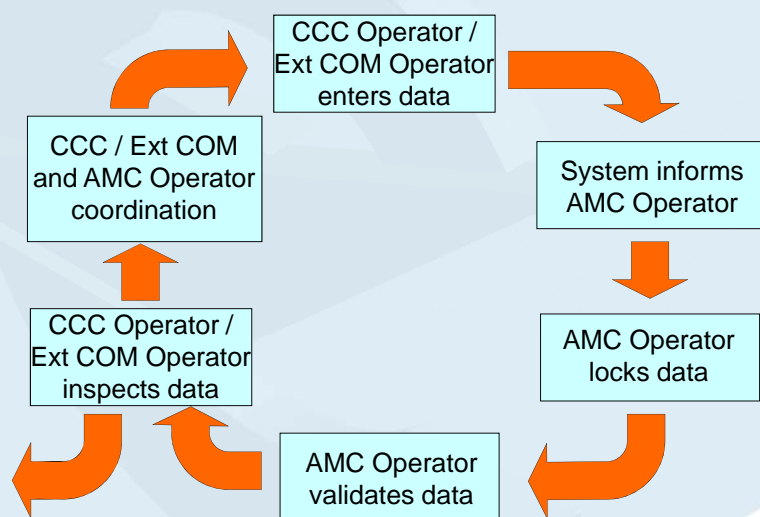 CCC Operator /
Ext COM Operator
enters data
CCC / Ext COM
and AMC Operator
coordination
System informs
AMC Operator
CCC Operator /
Ext COM Operator
inspects data
AMC Operator
locks data
AMC Operator
validates data